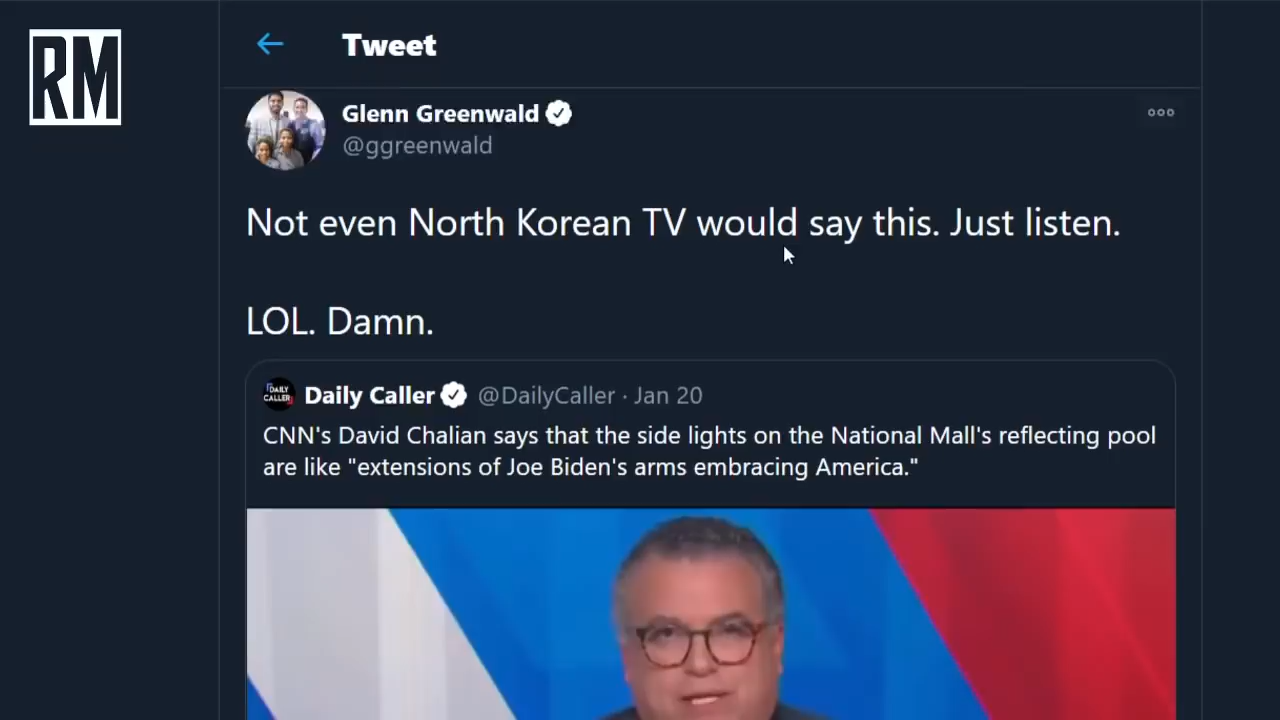 RM
Tweet
Glenn Greenwald
@ggreenwald
Not even North Korean TV would say this. Just listen.
LOL. Damn.
DAILY
CALLER
Daily Caller @DailyCaller · Jan 20
CNN's David Chalian says that the side lights on the National Mall's reflecting pool
are like "extensions of Joe Biden's arms embracing America."